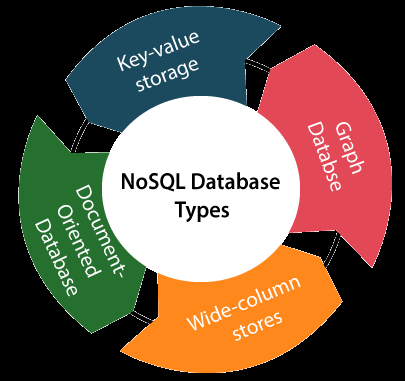 Key-value
storage
Graph
Databse
NoSQL Database
Types
Document-
Oriented
Database
Wide-column
stores